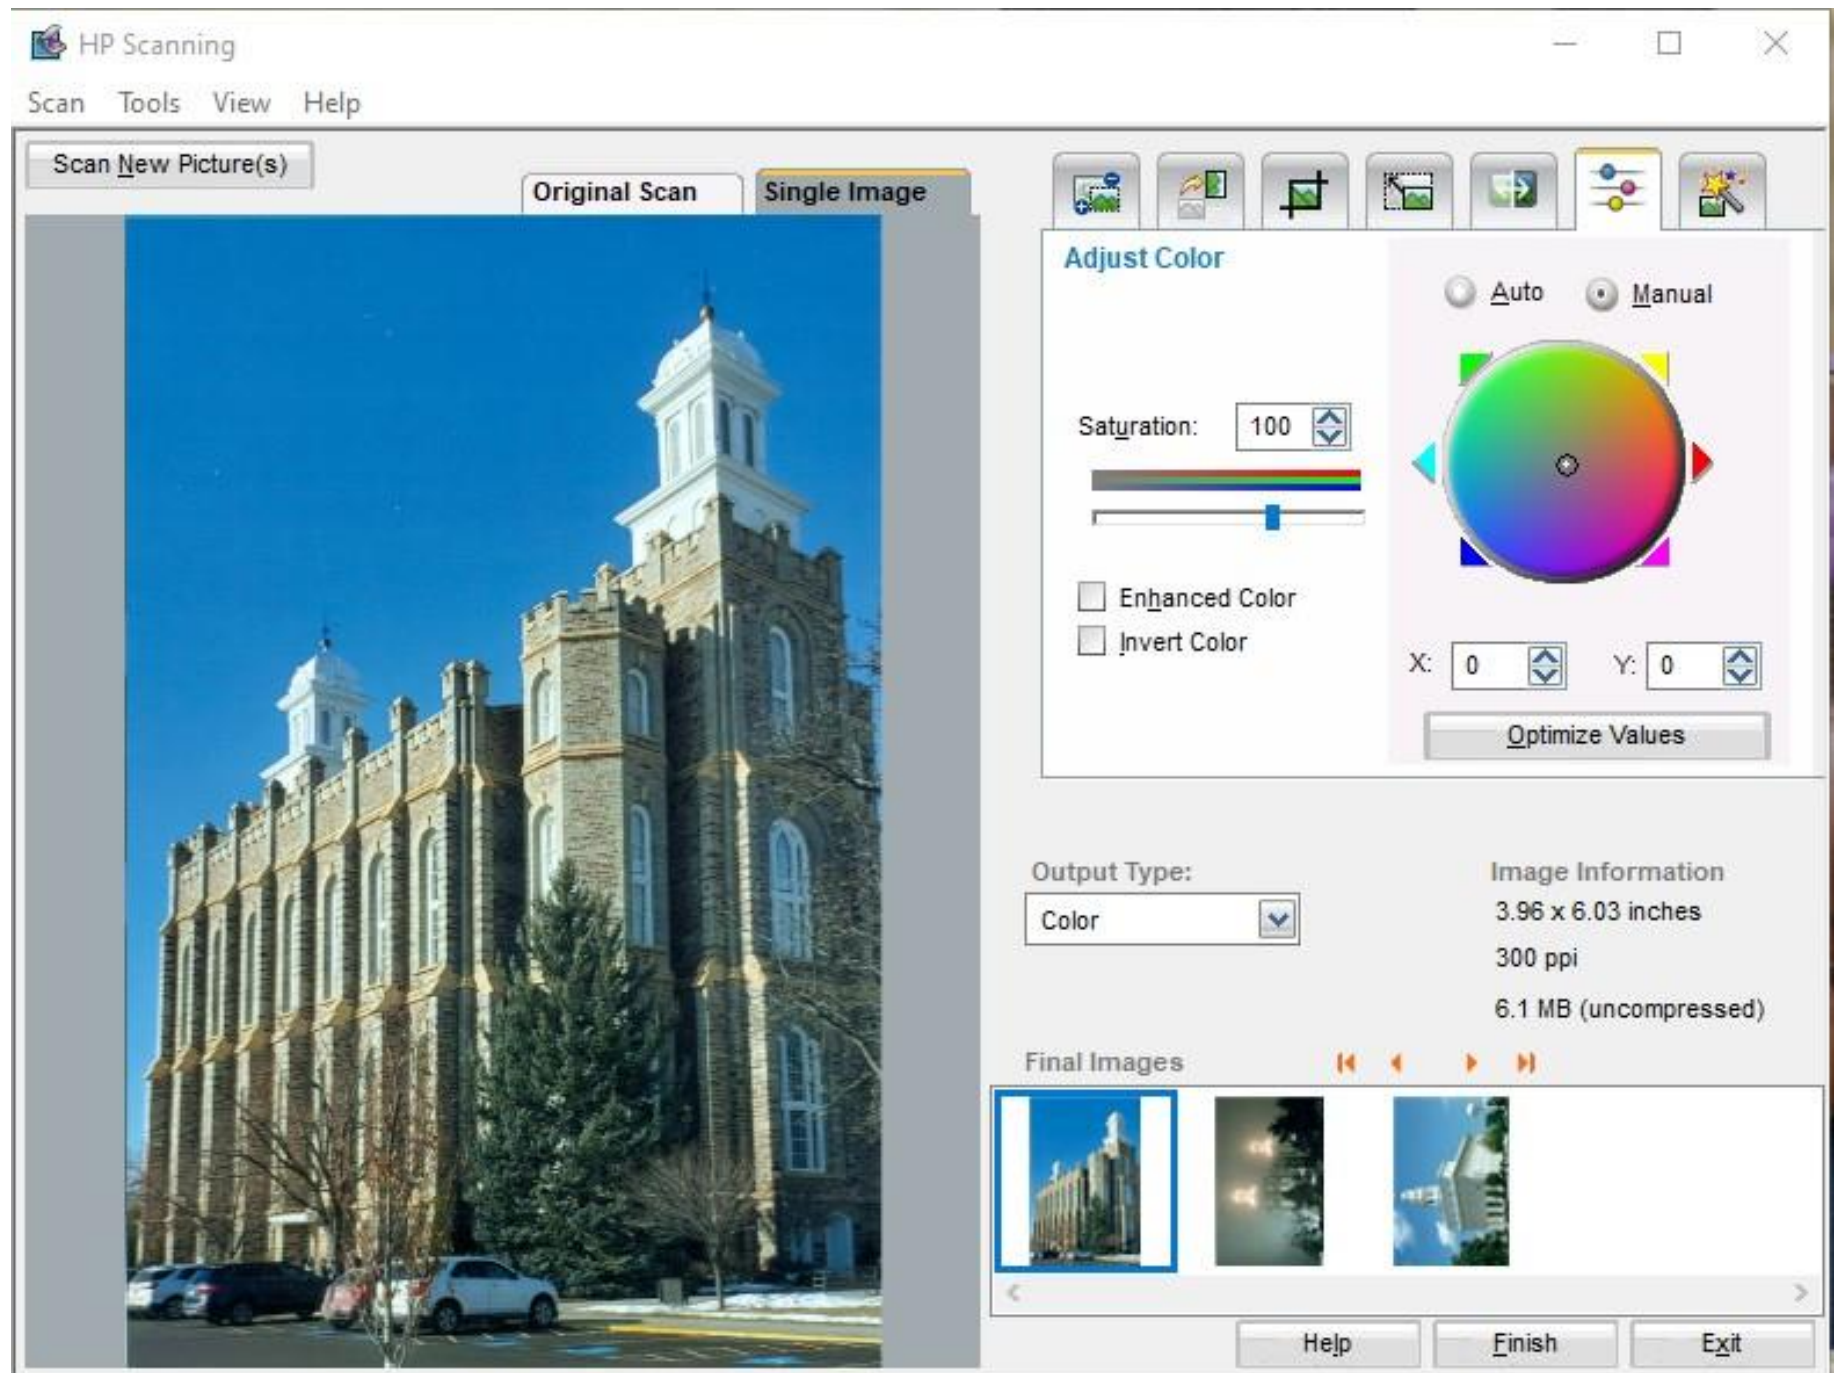 HP Scanning
Scan Tools View Help
Scan New Picture(s)
Original Scan
Single Image
Adjust Color
Auto
Manual
Saturation: 100
Enhanced Color
Invert Color
X: 0 Y: 0
Optimize Values
Output Type:
Color
Image Information
3.96 x 6.03 inches
300 ppi
6.1 MB (uncompressed)
Final Images
Help
Finish
Exit